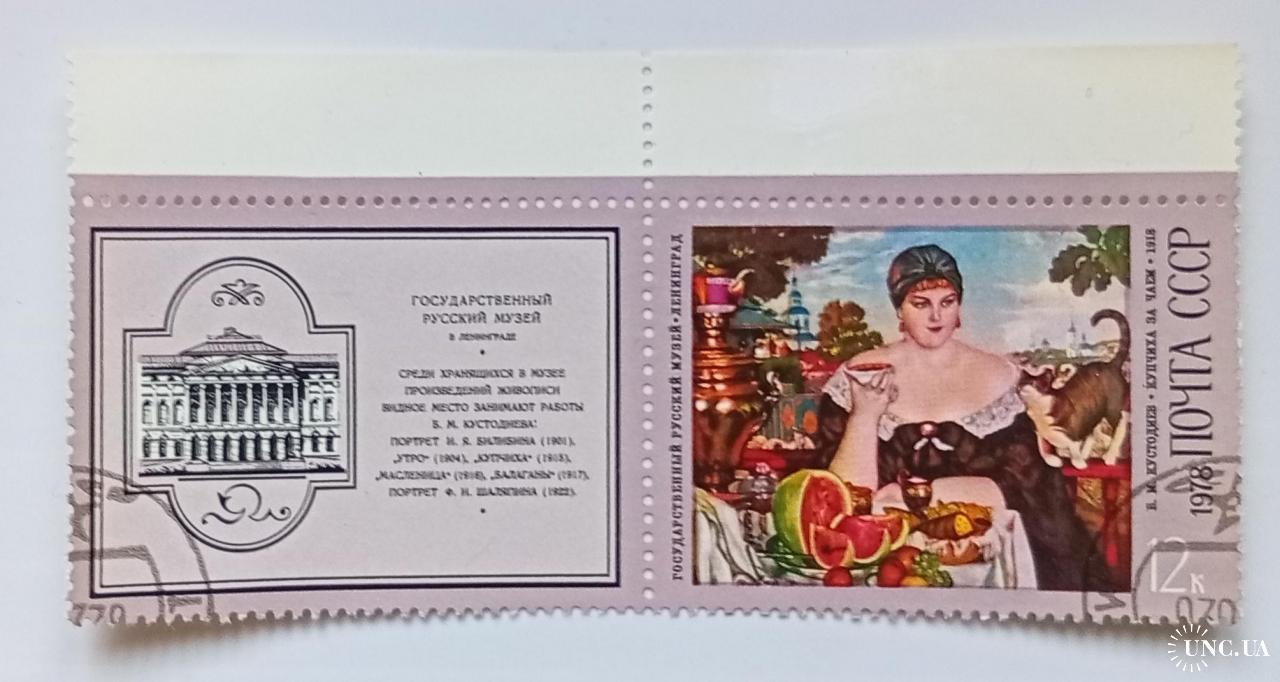 ГОСУДАРСТВЕННЫЙ
РУССКИЙ МУЗЕЙ
В ЛЕНИНГРАДЕ
СРЕДИ ХРАНЯЩИХСЯ В МУЗЕЕ
ПРОИЗВЕДЕНИЙ ЖИВОПИСИ
ВИДНОЕ МЕСТО ЗАНИМАЮТ РАБОТЫ
Б. М. КУСТОДИЕВА:
ПОРТРЕТ И. Я. БИЛИБИНА (1901),
„УТРО“ (1904), „КУПЧИХА“ (1915),
„МАСЛЕНИЦА“ (1916), „БАЛАГАНЫ“ (1917),
ПОРТРЕТ Ф. И. ШАЛЯПИНА (1922).
ГОСУДАРСТВЕННЫЙ РУССКИЙ МУЗЕЙ • ЛЕНИНГРАД
Б. М. КУСТОДИЕВ • КУПЧИХА ЗА ЧАЕМ • 1918
1978 ПОЧТА СССР
12к
UNC.UA